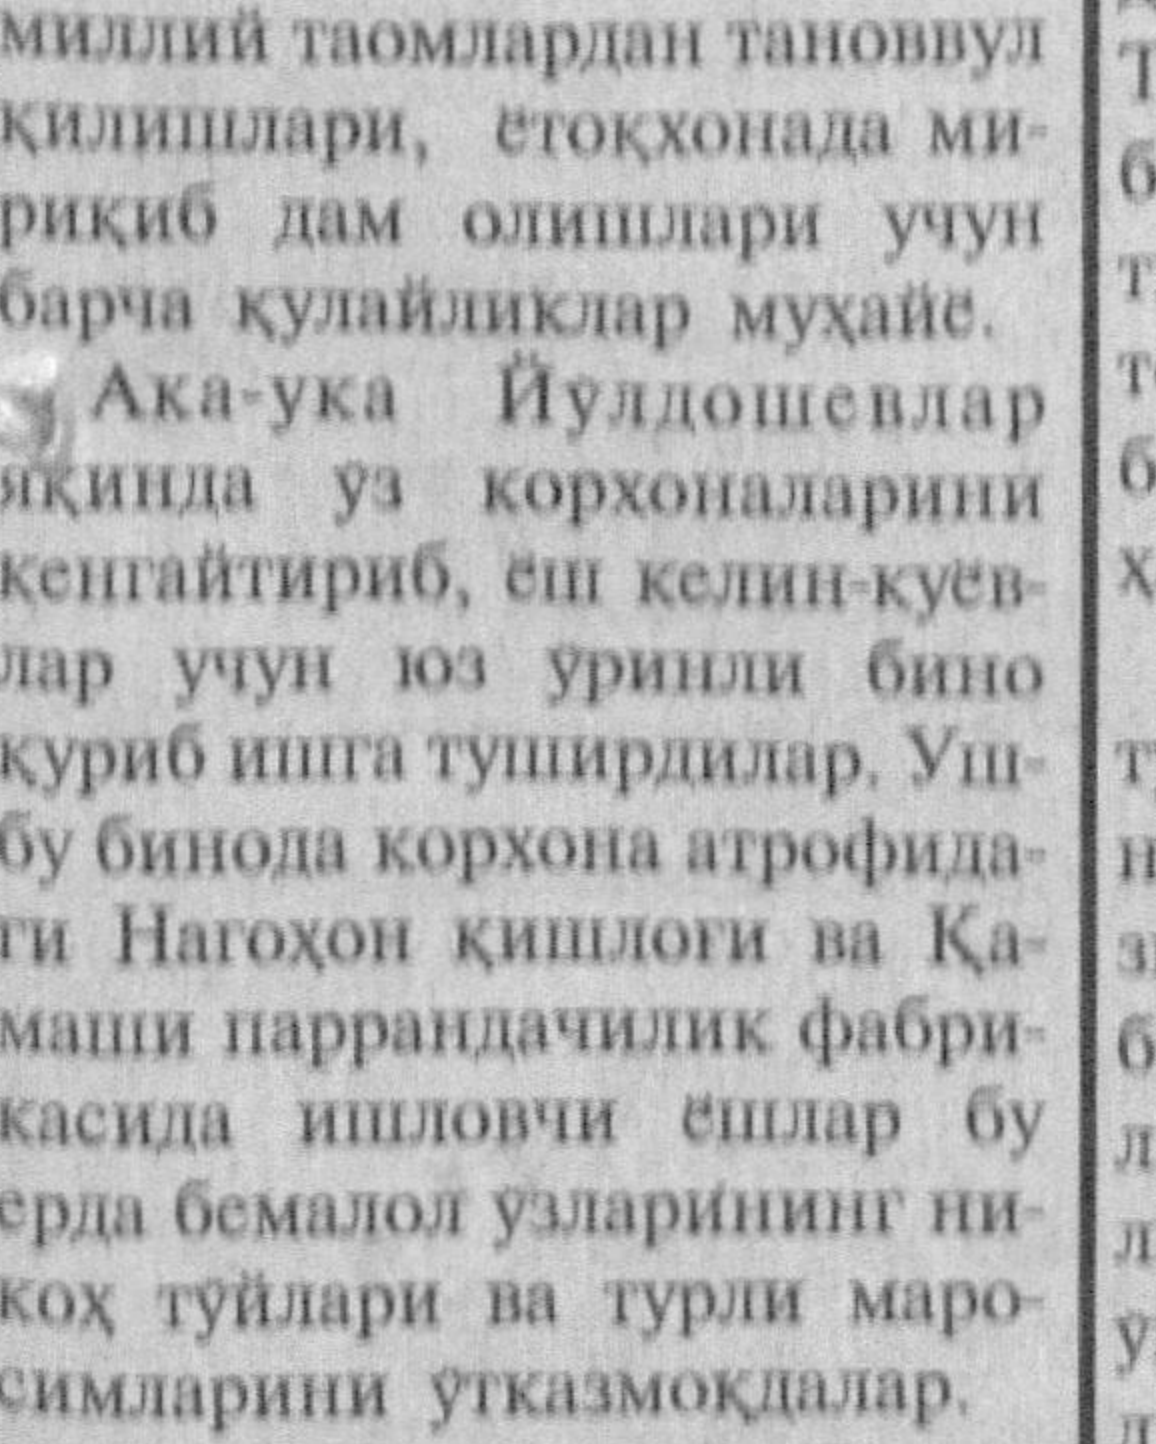 миллий таомлардан тановвул
қилишлари, ётоқхонада ми-
риқиб дам олишлари учун
барча қулайликлар муҳайё.
Ака-ука Йўлдошевлар
яқинда ўз корхоналарини
кенгайтириб, ёш келин-куёв-
лар учун юз ўринли бино
қуриб ишга туширдилар. Уш-
бу бинода корхона атрофида-
ги Нагоҳон қишлоғи ва Қа-
маши паррандачилик фабри-
касида ишловчи ёшлар бу
ерда бемалол ўзларининг ни-
коҳ тўйлари ва турли маро-
симларини ўтказмоқдалар.